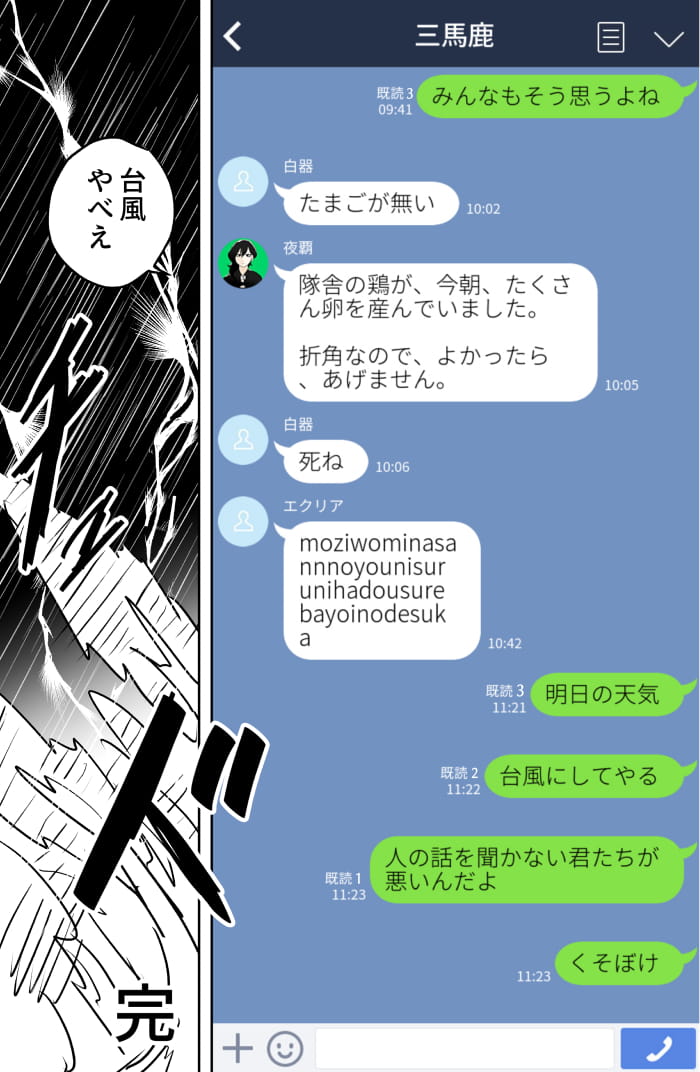 三馬鹿
みんなもそう思うよね
既読3
09:41
白器
たまごが無い
10:02
夜覇
隊舎の鶏が、今朝、たくさ
ん卵を産んでいました。
折角なので、よかったら
、あげません。
10:05
白器
死ね
10:06
エクリア
moziwominasa
nnnoyounisur
unihadousure
bayoinodesuk
a
10:42
明日の天気
既読3
11:21
台風にしてやる
既読2
11:22
人の話を聞かない君たちが
悪いんだよ
既読1
11:23
くそぼけ
11:23
台風
やべえ
ドドド
完